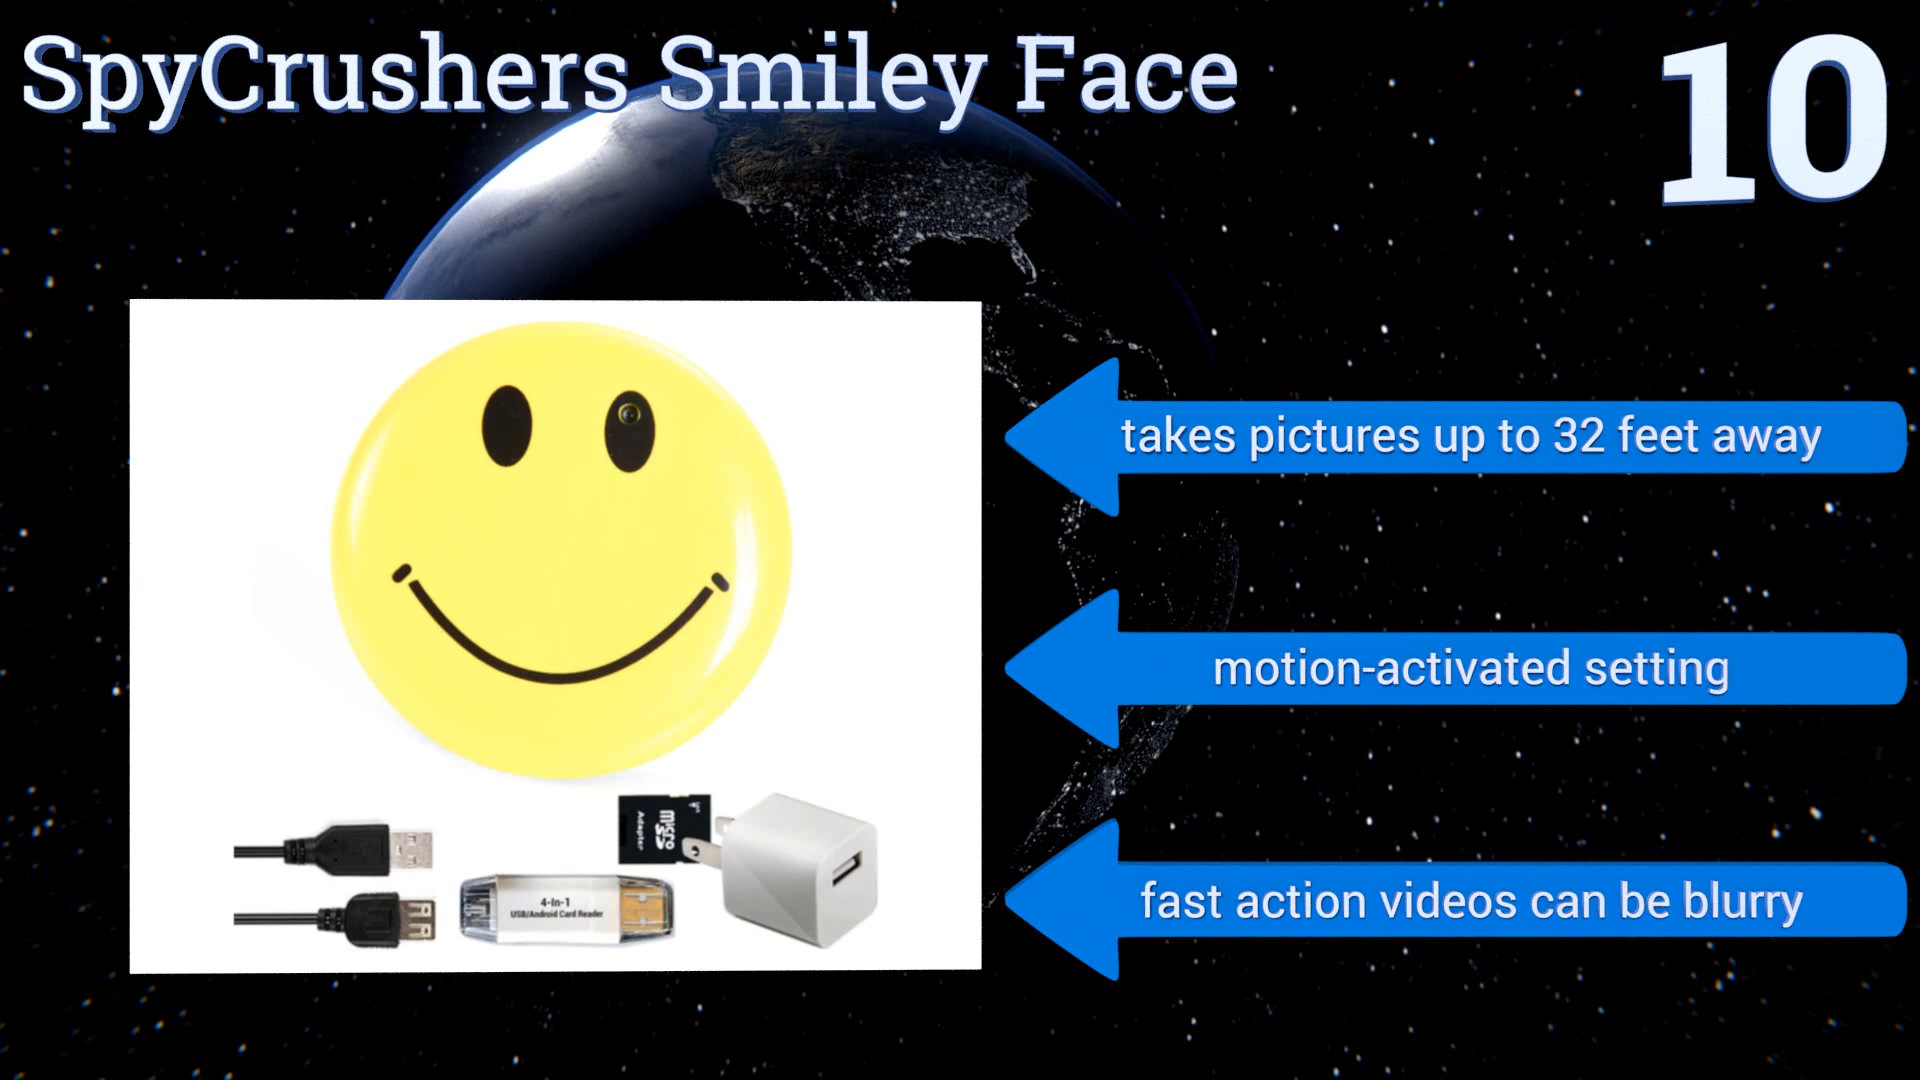 SpyCrushers Smiley Face
10
takes pictures up to 32 feet away
motion-activated setting
fast action videos can be blurry
Micro
SD
Adapter
4-In-1
USB/Android Card Reader